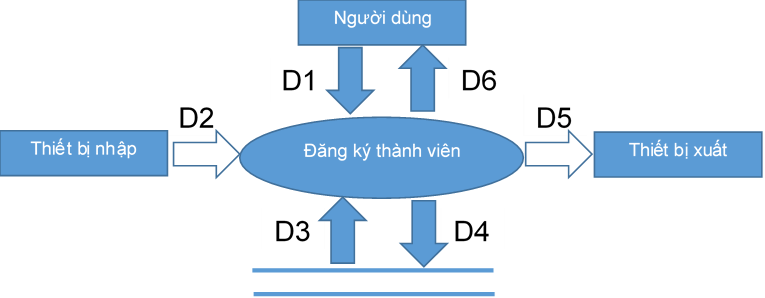 Người dùng
D1
D6
D2
D5
Thiết bị nhập
Đăng ký thành viên
Thiết bị xuất
D3
D4